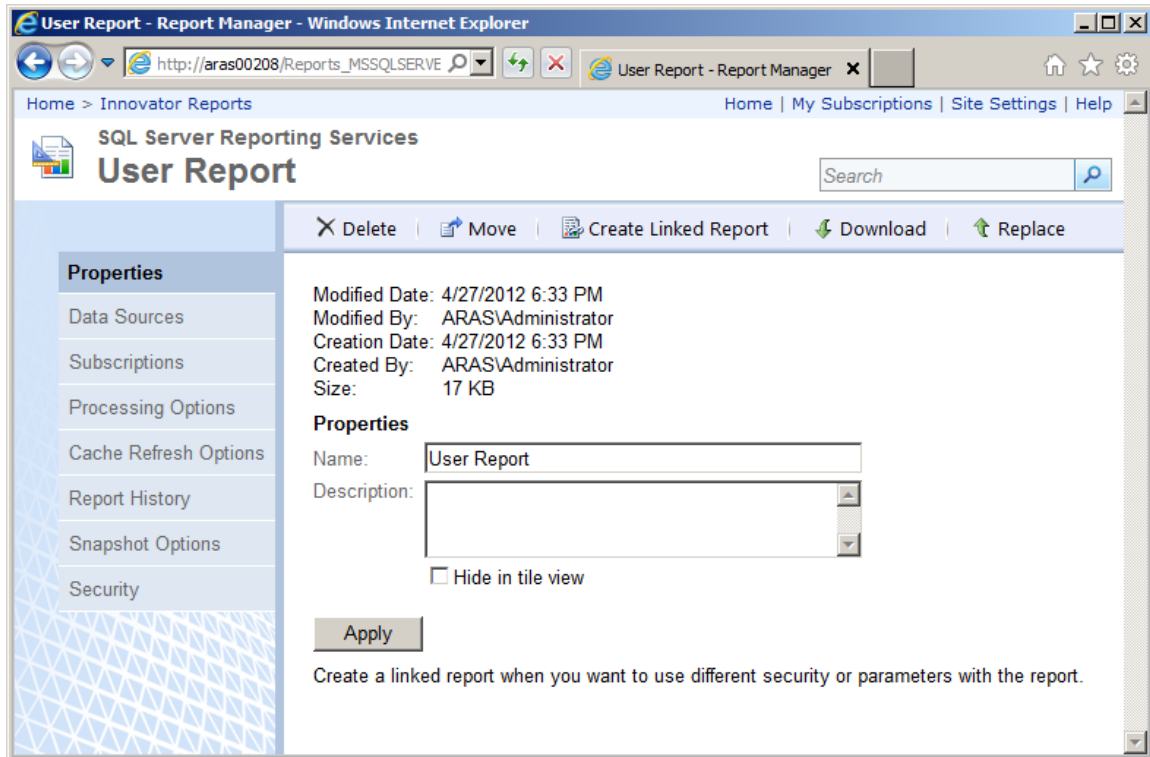 User Report - Report Manager - Windows Internet Explorer
http://aras00208/Reports_MSSQLSERVE
User Report - Report Manager
Home > Innovator Reports
Home | My Subscriptions | Site Settings | Help
SQL Server Reporting Services
User Report
Search
Delete | Move | Create Linked Report | Download | Replace
Properties
Data Sources
Subscriptions
Processing Options
Cache Refresh Options
Report History
Snapshot Options
Security
Modified Date: 4/27/2012 6:33 PM
Modified By: ARAS\Administrator
Creation Date: 4/27/2012 6:33 PM
Created By: ARAS\Administrator
Size: 17 KB
Properties
Name: User Report
Description:
Hide in tile view
Apply
Create a linked report when you want to use different security or parameters with the report.